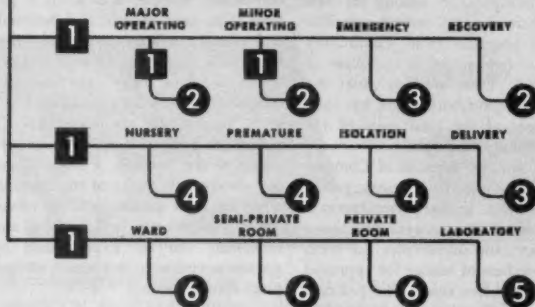 MAJOR OPERATING MINOR OPERATING EMERGENCY RECOVERY
1
1 1
2 2 3 2
NURSERY PREMATURE ISOLATION DELIVERY
1
4 4 4 3
WARD SEMI-PRIVATE ROOM PRIVATE ROOM LABORATORY
1
6 6 6 5